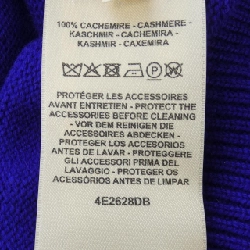 100% CACHEMIRE - CASHMERE -
KASCHMIR - CACHEMIRA -
KASHMIR - CAXEMIRA
PROTÉGER LES ACCESSOIRES
AVANT ENTRETIEN - PROTECT THE
ACCESSORIES BEFORE CLEANING
- VOR DEM REINIGEN DIE
ACCESSOIRES ABDECKEN -
PROTEGER LOS ACCESORIOS
ANTES DE LAVAR - PROTEGGERE
GLI ACCESSORI PRIMA DEL
LAVAGGIO - PROTEGER OS
ACESSÓRIOS ANTES DE LIMPAR
4E2628DB